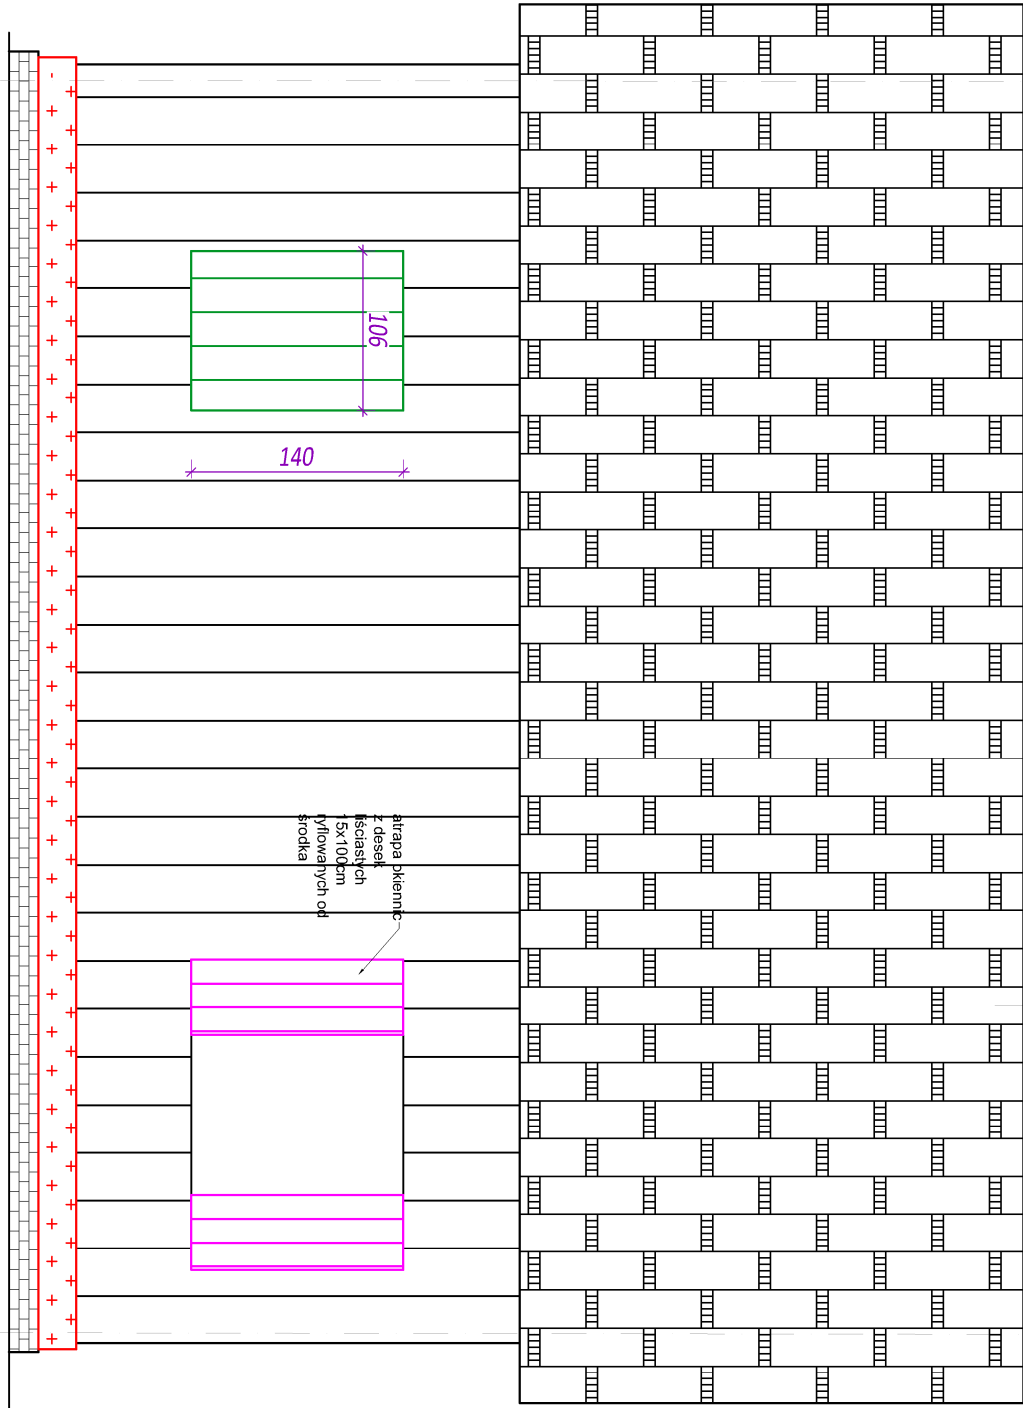 106
140
atrapa okiennic
z desek
liściastych
15x100cm
ryflowanych od
środka